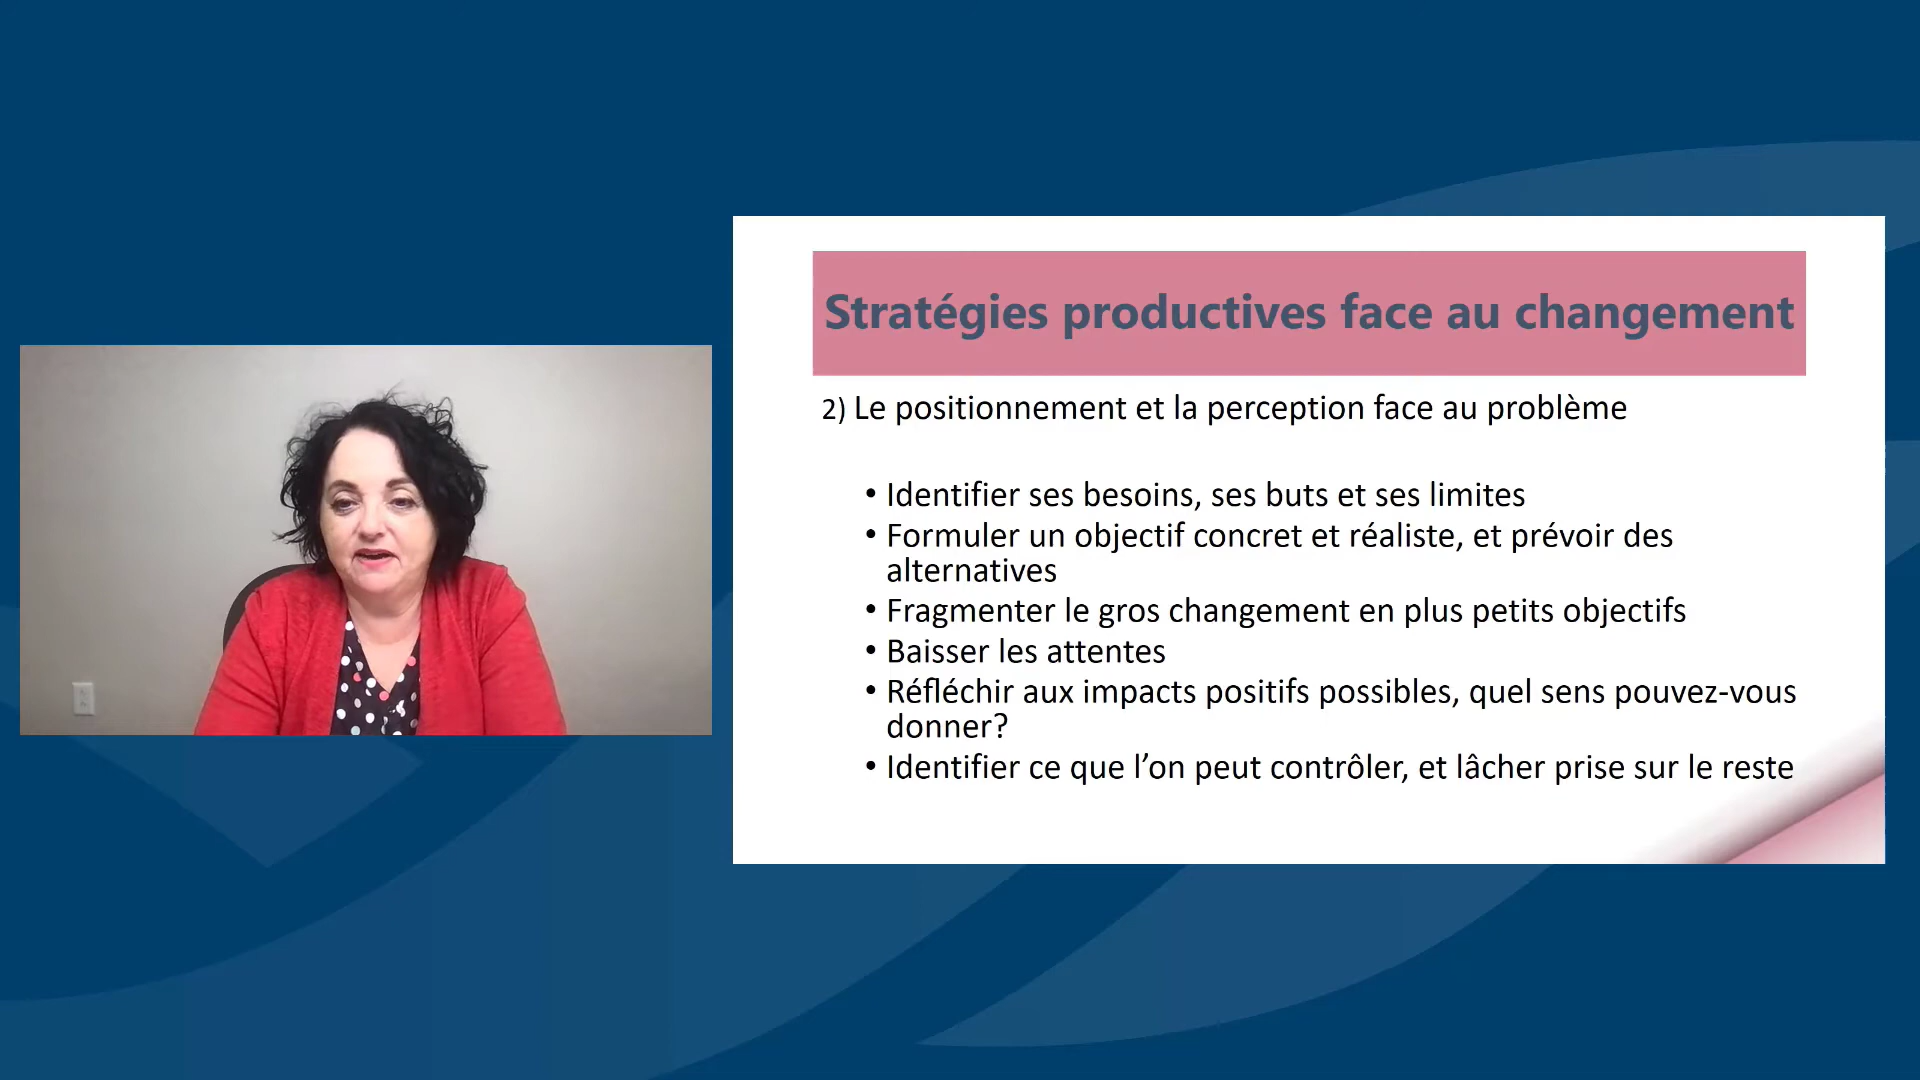 Stratégies productives face au changement
2) Le positionnement et la perception face au problème
• Identifier ses besoins, ses buts et ses limites
• Formuler un objectif concret et réaliste, et prévoir des
alternatives
• Fragmenter le gros changement en plus petits objectifs
• Baisser les attentes
• Réfléchir aux impacts positifs possibles, quel sens pouvez-vous
donner?
• Identifier ce que l’on peut contrôler, et lâcher prise sur le reste